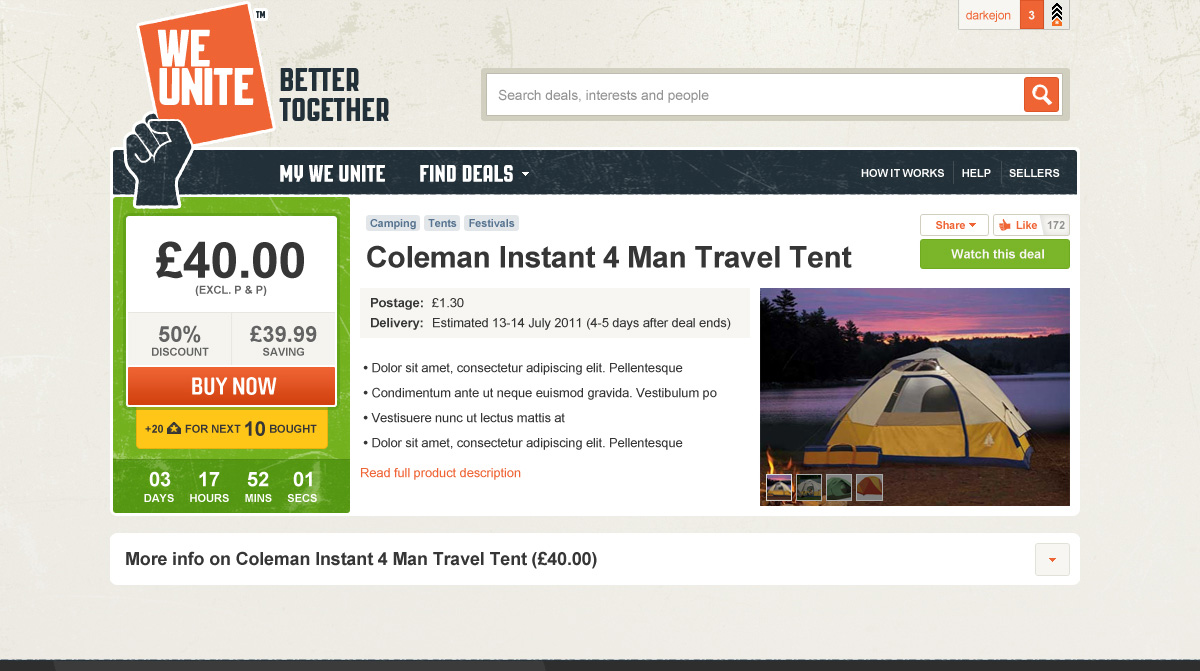 WE
UNITE
TM
BETTER
TOGETHER
darkejon 3
Search deals, interests and people
MY WE UNITE FIND DEALS HOW IT WORKS HELP SELLERS
£40.00
(EXCL. P & P)
50% £39.99
DISCOUNT SAVING
BUY NOW
+20 FOR NEXT 10 BOUGHT
03 17 52 01
DAYS HOURS MINS SECS
Camping Tents Festivals
Coleman Instant 4 Man Travel Tent
Share Like 172
Watch this deal
Postage: £1.30
Delivery: Estimated 13-14 July 2011 (4-5 days after deal ends)
• Dolor sit amet, consectetur adipiscing elit. Pellentesque
• Condimentum ante ut neque euismod gravida. Vestibulum po
• Vestisuere nunc ut lectus mattis at
• Dolor sit amet, consectetur adipiscing elit. Pellentesque
Read full product description
More info on Coleman Instant 4 Man Travel Tent (£40.00)